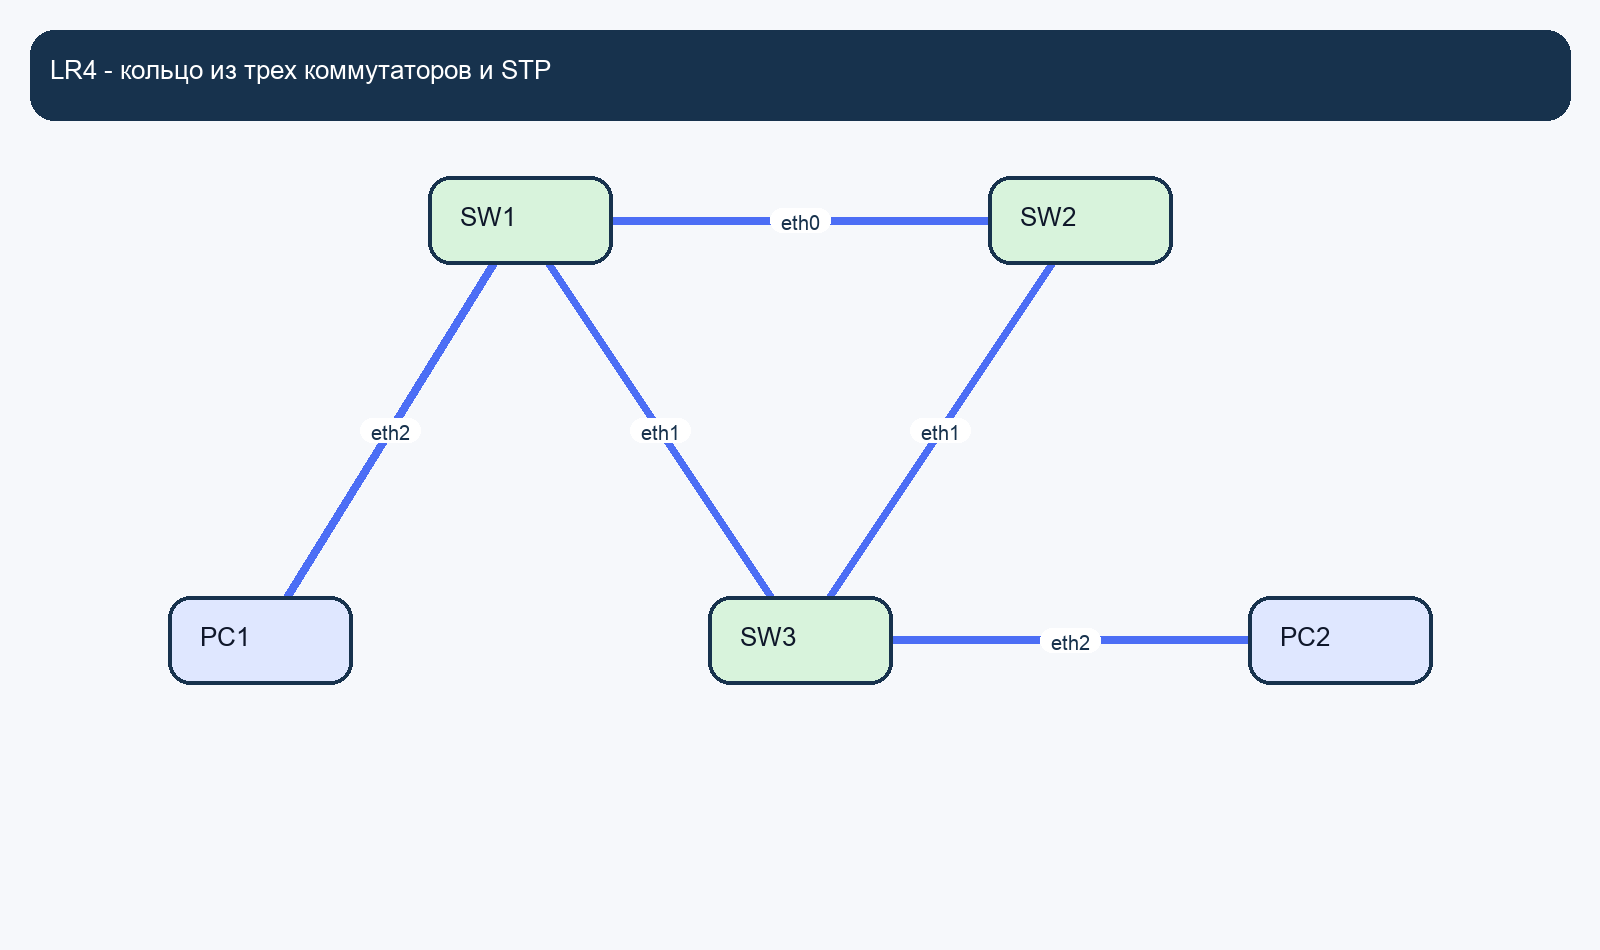 LR4 - кольцо из трех коммутаторов и STP
SW1
eth0
SW2
eth2
eth1
eth1
PC1
SW3
eth2
PC2